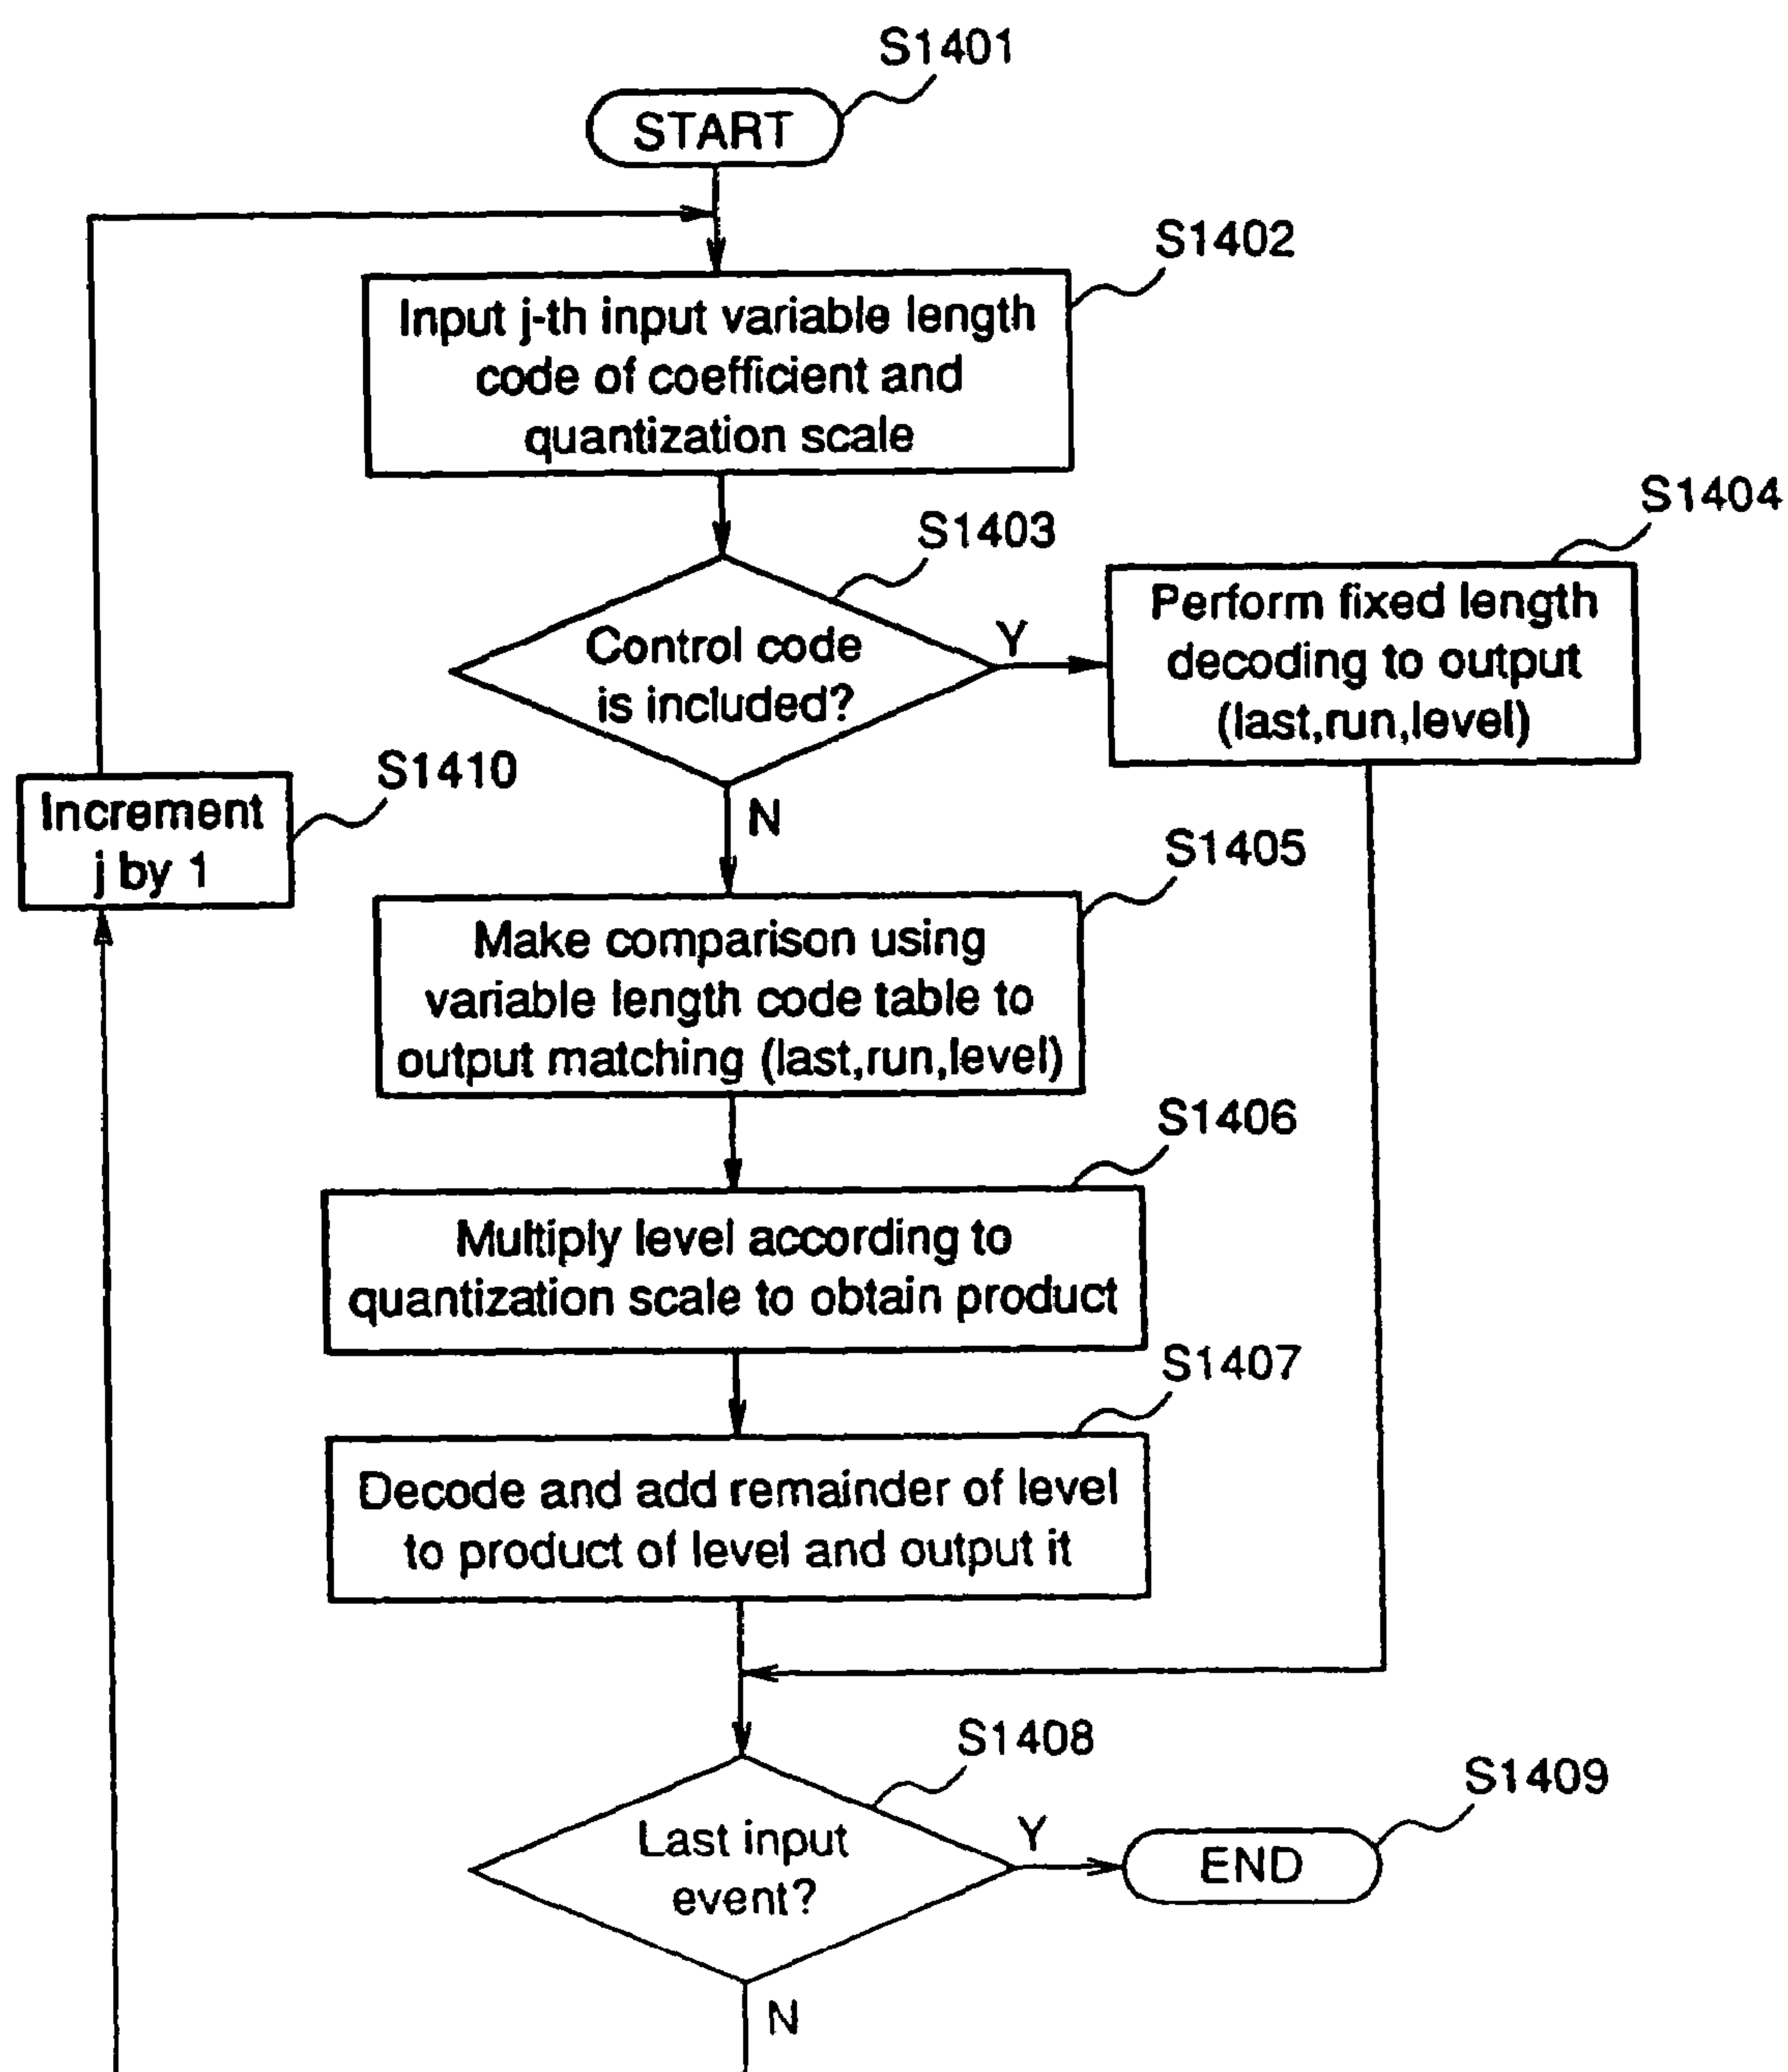 S1401
START
S1402
Input j-th input variable length
code of coefficient and
quantization scale
S1403
Control code
is included?
Y
N
S1404
Perform fixed length
decoding to output
(last,run,level)
S1410
Increment
j by 1
S1405
Make comparison using
variable length code table to
output matching (last,run,level)
S1406
Multiply level according to
quantization scale to obtain product
S1407
Decode and add remainder of level
to product of level and output it
S1408
Last input
event?
Y
N
S1409
END